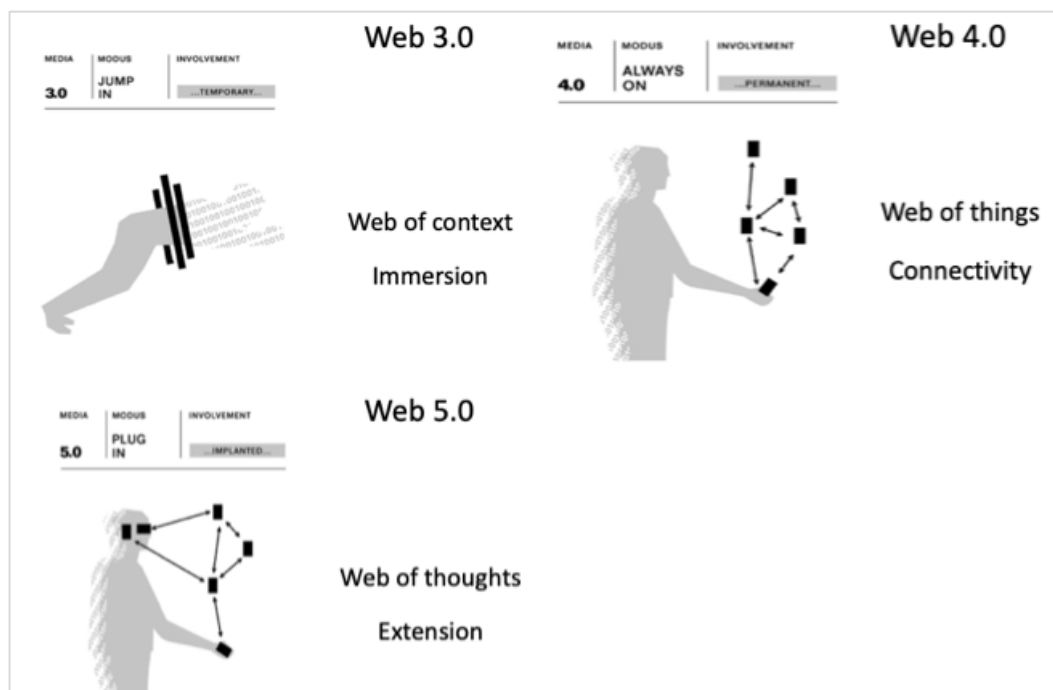 Web 3.0
MEDIA MODUS INVOLVEMENT
3.0 JUMP IN ...TEMPORARY...
Web of context
Immersion
Web 4.0
MEDIA MODUS INVOLVEMENT
4.0 ALWAYS ON ...PERMANENT...
Web of things
Connectivity
Web 5.0
MEDIA MODUS INVOLVEMENT
5.0 PLUG IN ...IMPLANTED...
Web of thoughts
Extension